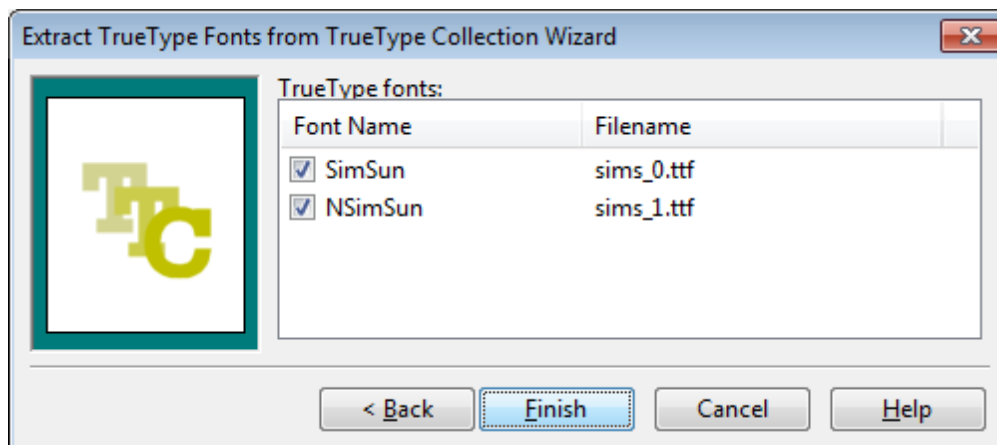 Extract TrueType Fonts from TrueType Collection Wizard
TrueType fonts:
Font Name Filename
SimSun sims_0.ttf
NSimSun sims_1.ttf
TTC
< Back Finish Cancel Help